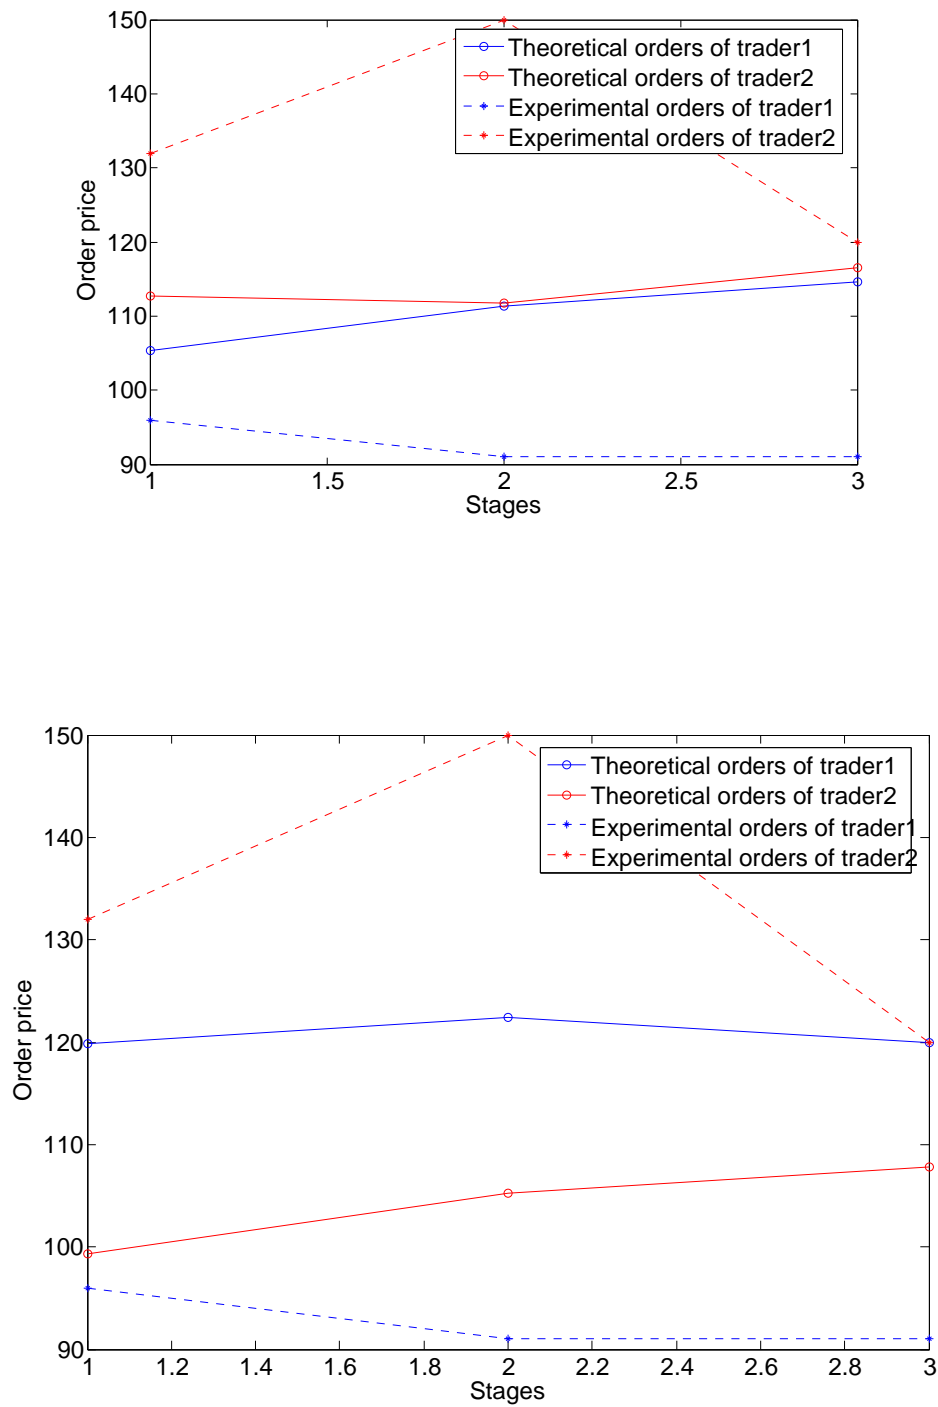 150
140
130
120
110
100
90
Order price
Theoretical orders of trader1
Theoretical orders of trader2
Experimental orders of trader1
Experimental orders of trader2
1 1.5 2 2.5 3
Stages
150
140
130
120
110
100
90
Order price
Theoretical orders of trader1
Theoretical orders of trader2
Experimental orders of trader1
Experimental orders of trader2
1 1.2 1.4 1.6 1.8 2 2.2 2.4 2.6 2.8 3
Stages